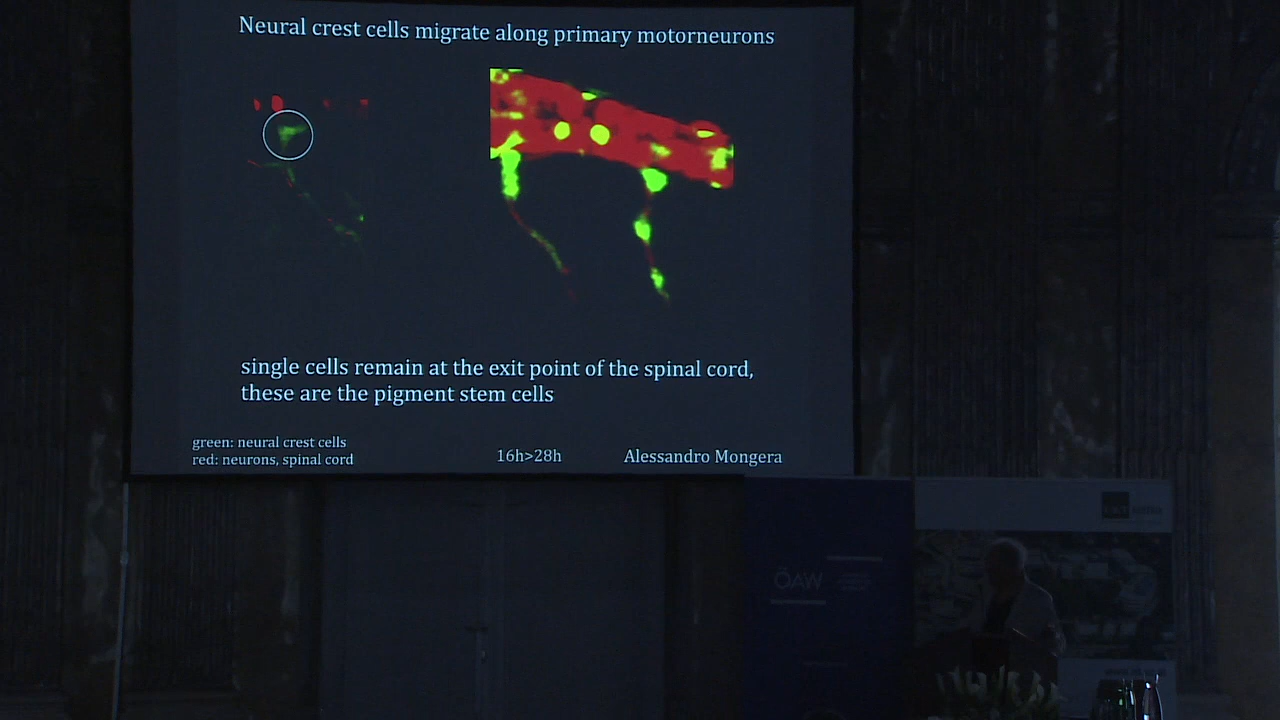 Neural crest cells migrate along primary motorneurons
single cells remain at the exit point of the spinal cord,
these are the pigment stem cells
green: neural crest cells
red: neurons, spinal cord
16h>28h
Alessandro Mongera
ÖAW